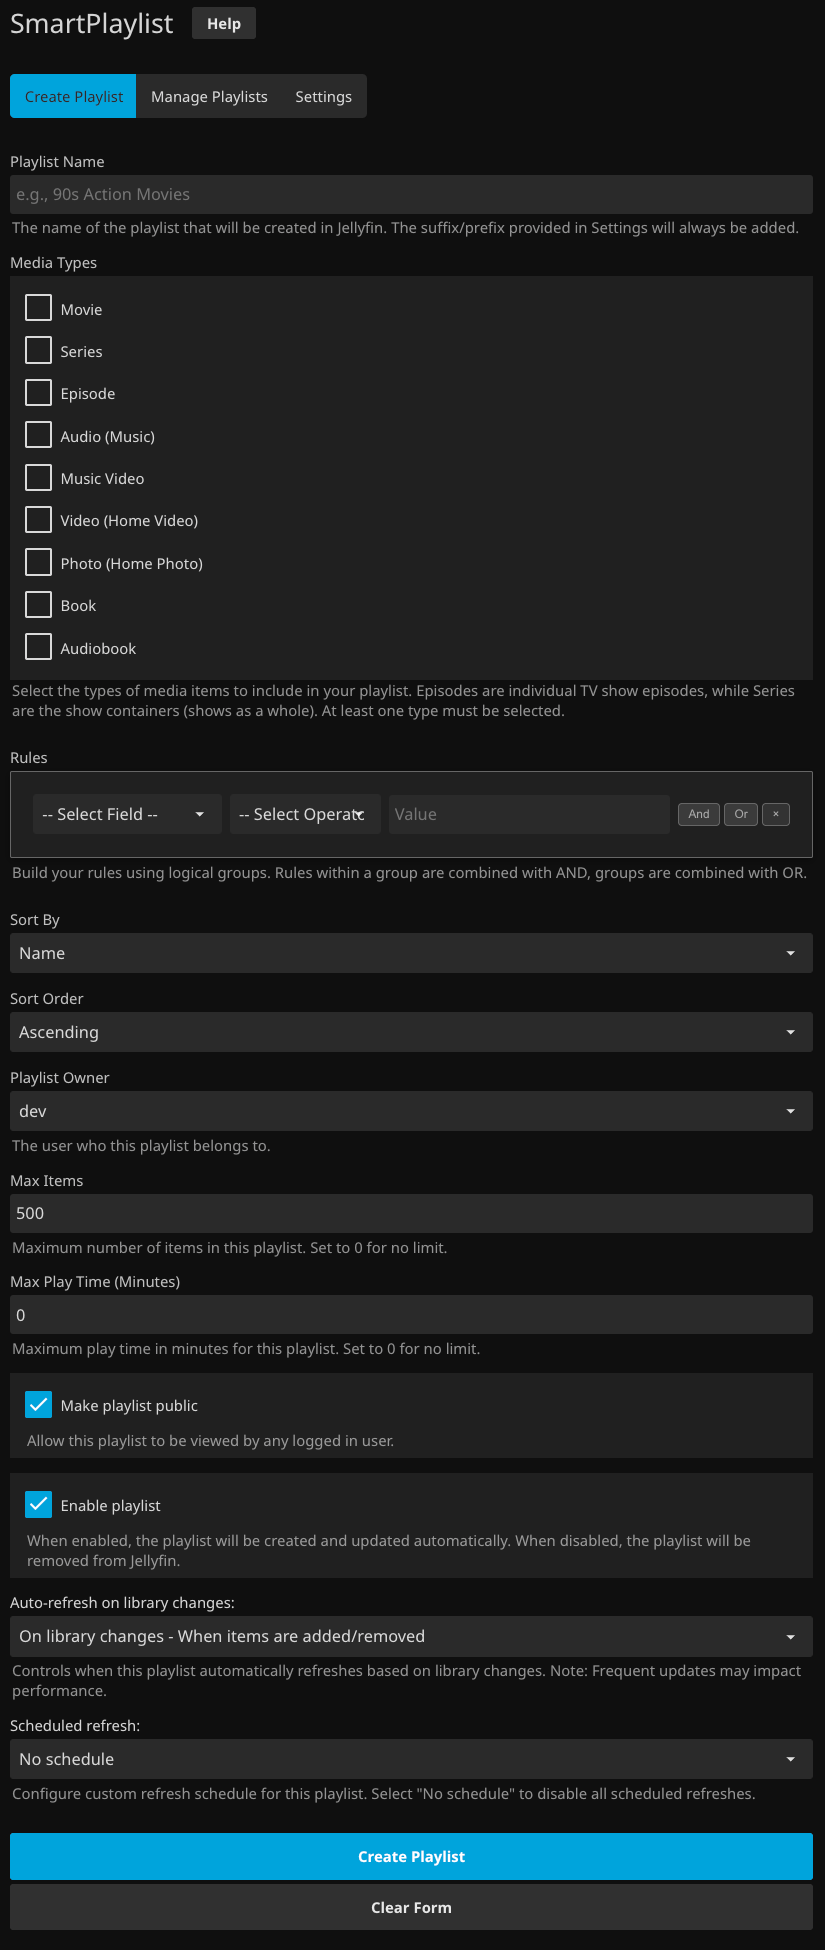 SmartPlaylist Help
Create Playlist Manage Playlists Settings
Playlist Name
e.g., 90s Action Movies
The name of the playlist that will be created in Jellyfin. The suffix/prefix provided in Settings will always be added.
Media Types
Movie
Series
Episode
Audio (Music)
Music Video
Video (Home Video)
Photo (Home Photo)
Book
Audiobook
Select the types of media items to include in your playlist. Episodes are individual TV show episodes, while Series
are the show containers (shows as a whole). At least one type must be selected.
Rules
-- Select Field -- -- Select Operatc Value And Or ×
Build your rules using logical groups. Rules within a group are combined with AND, groups are combined with OR.
Sort By
Name
Sort Order
Ascending
Playlist Owner
dev
The user who this playlist belongs to.
Max Items
500
Maximum number of items in this playlist. Set to 0 for no limit.
Max Play Time (Minutes)
0
Maximum play time in minutes for this playlist. Set to 0 for no limit.
Make playlist public
Allow this playlist to be viewed by any logged in user.
Enable playlist
When enabled, the playlist will be created and updated automatically. When disabled, the playlist will be
removed from Jellyfin.
Auto-refresh on library changes:
On library changes - When items are added/removed
Controls when this playlist automatically refreshes based on library changes. Note: Frequent updates may impact
performance.
Scheduled refresh:
No schedule
Configure custom refresh schedule for this playlist. Select "No schedule" to disable all scheduled refreshes.
Create Playlist
Clear Form